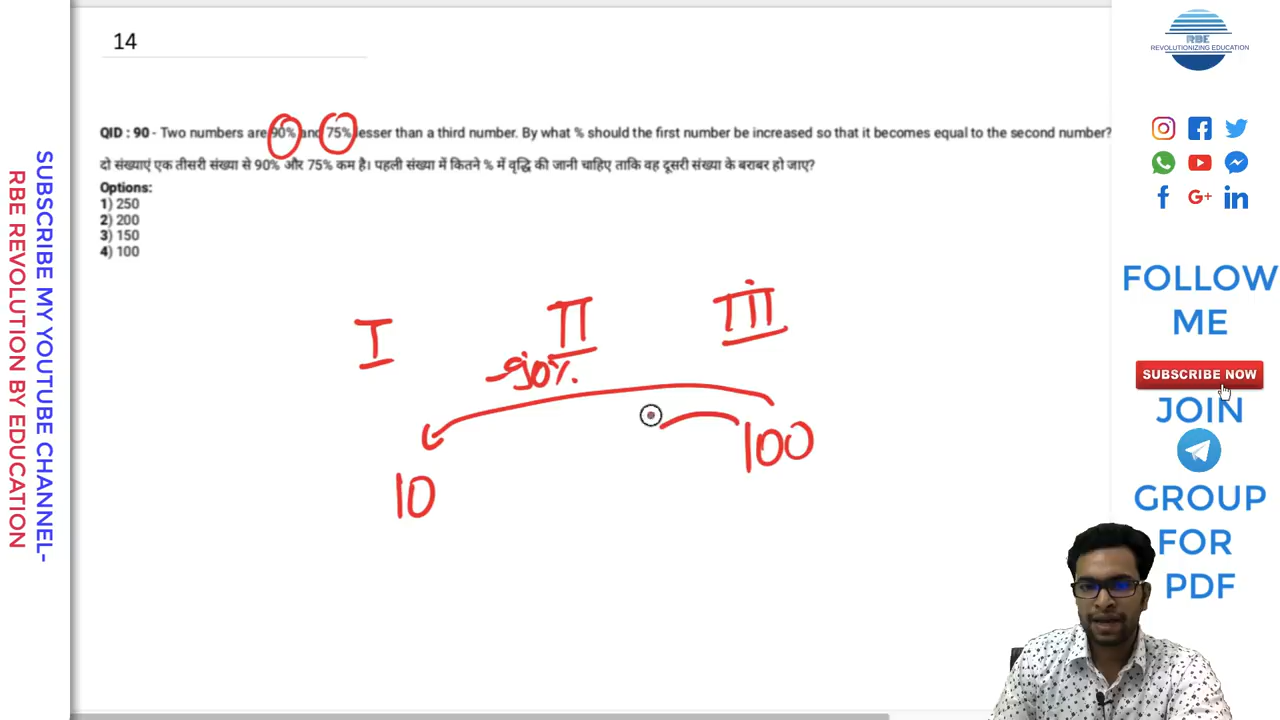 14
QID : 90 - Two numbers are 90% and 75% lesser than a third number. By what % should the first number be increased so that it becomes equal to the second number?
दो संख्याएं एक तीसरी संख्या से 90% और 75% कम है। पहली संख्या में कितने % में वृद्धि की जानी चाहिए ताकि वह दूसरी संख्या के बराबर हो जाए?
Options:
1) 250
2) 200
3) 150
4) 100
I II III
-90%
100
10
SUBSCRIBE MY YOUTUBE CHANNEL-
RBE REVOLUTION BY EDUCATION
RBE
REVOLUTIONIZING EDUCATION
FOLLOW
ME
SUBSCRIBE NOW
JOIN
GROUP
FOR
PDF